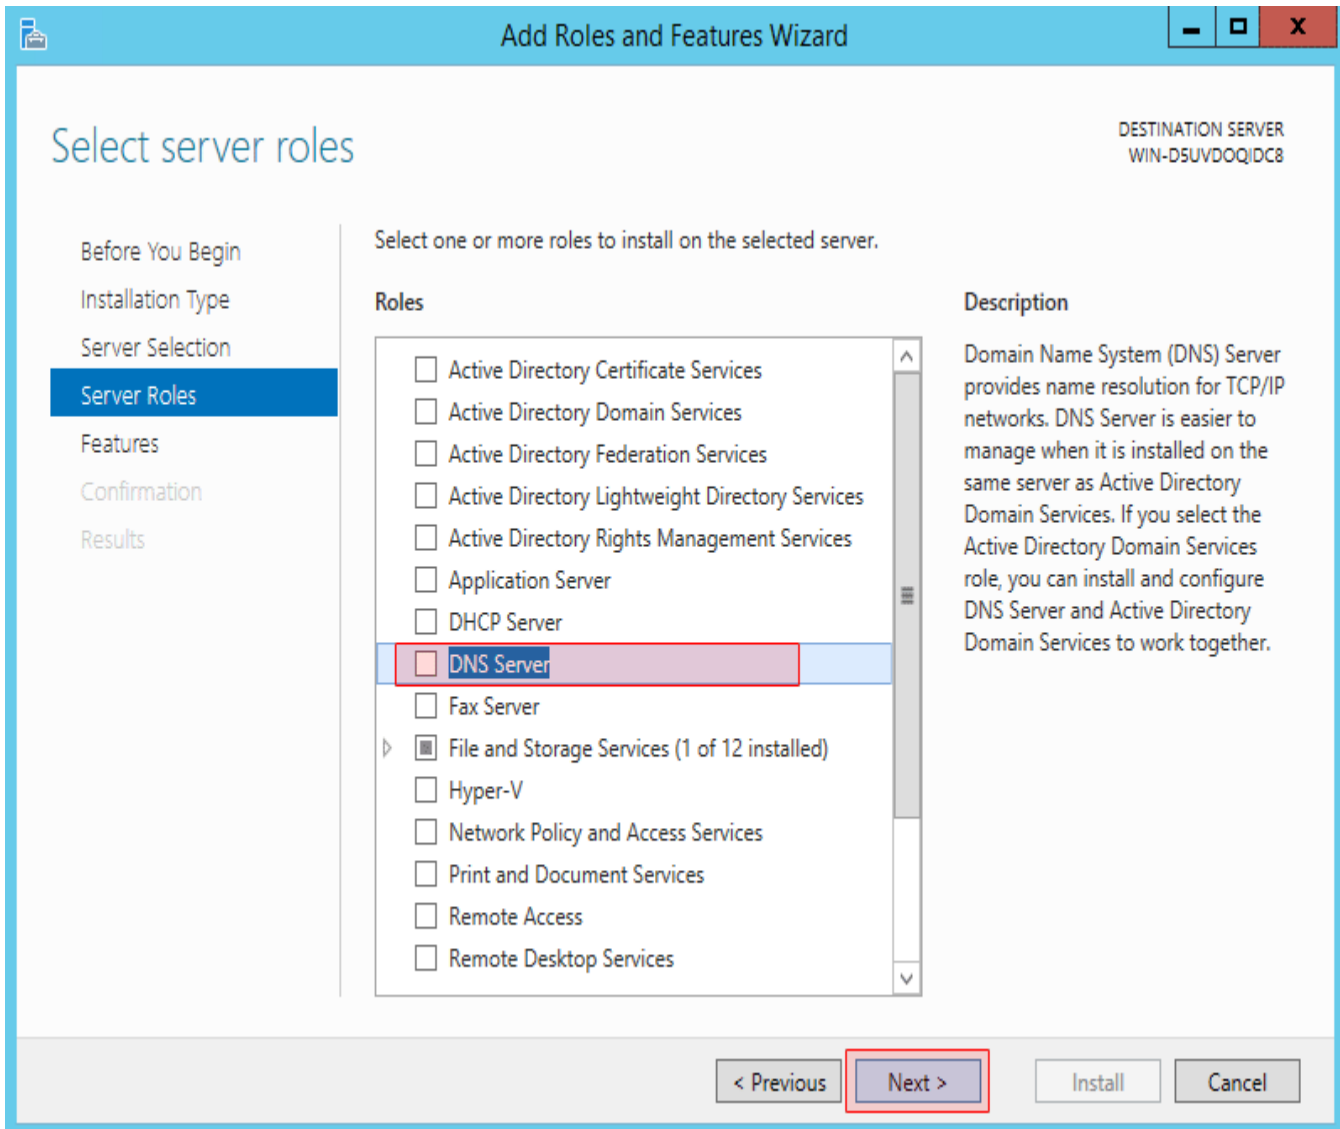 Add Roles and Features Wizard
X
Select server roles
DESTINATION SERVER
WIN-D5UVDOQIDC8
Before You Begin
Installation Type
Server Selection
Server Roles
Features
Confirmation
Results
Select one or more roles to install on the selected server.
Roles
Active Directory Certificate Services
Active Directory Domain Services
Active Directory Federation Services
Active Directory Lightweight Directory Services
Active Directory Rights Management Services
Application Server
DHCP Server
DNS Server
Fax Server
File and Storage Services (1 of 12 installed)
Hyper-V
Network Policy and Access Services
Print and Document Services
Remote Access
Remote Desktop Services
Description
Domain Name System (DNS) Server
provides name resolution for TCP/IP
networks. DNS Server is easier to
manage when it is installed on the
same server as Active Directory
Domain Services. If you select the
Active Directory Domain Services
role, you can install and configure
DNS Server and Active Directory
Domain Services to work together.
< Previous
Next >
Install
Cancel